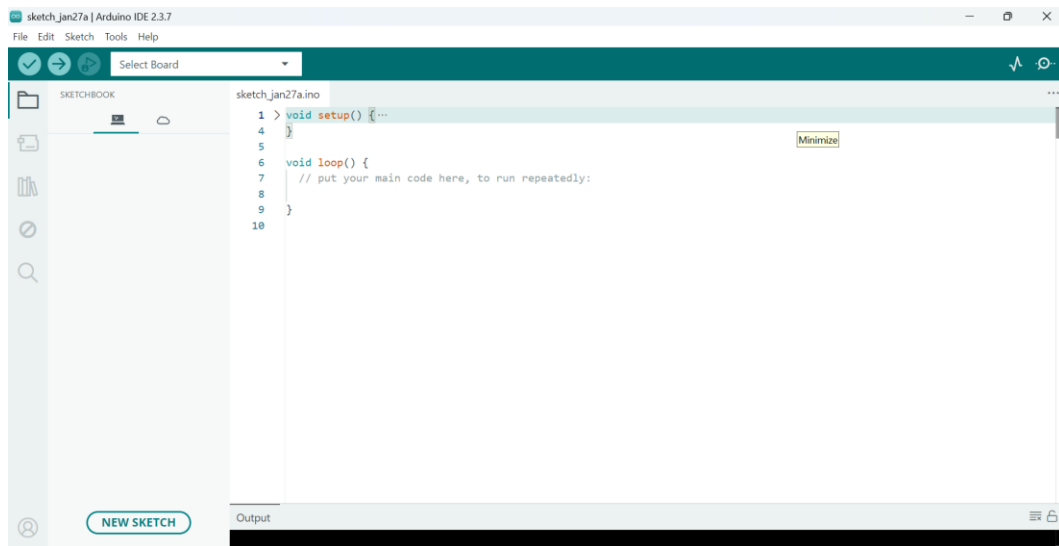 sketch_jan27a | Arduino IDE 2.3.7
File Edit Sketch Tools Help
Select Board
SKETCHBOOK
sketch_jan27a.ino
1 void setup() {...
4 }
5
6 void loop() {
7 // put your main code here, to run repeatedly:
8
9 }
10
Minimize
NEW SKETCH
Output